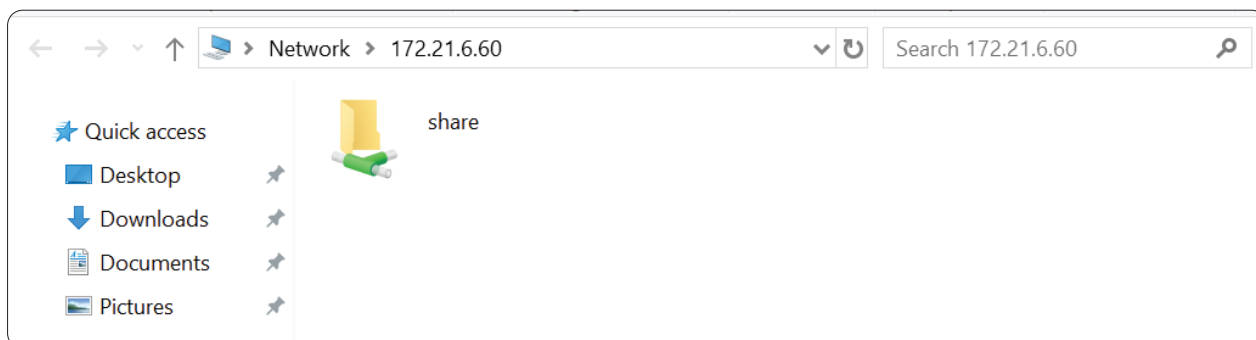 Network > 172.21.6.60
Search 172.21.6.60
Quick access
share
Desktop
Downloads
Documents
Pictures